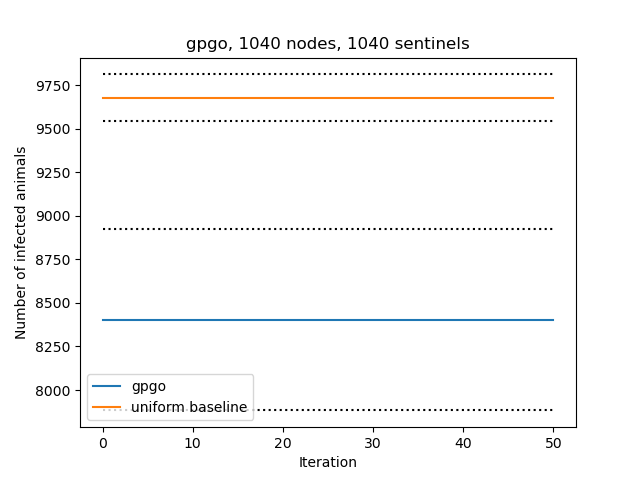 gpgo, 1040 nodes, 1040 sentinels
9750
9500
9250
9000
8750
8500
8250
8000
Number of infected animals
gpgo
uniform baseline
0 10 20 30 40 50
Iteration